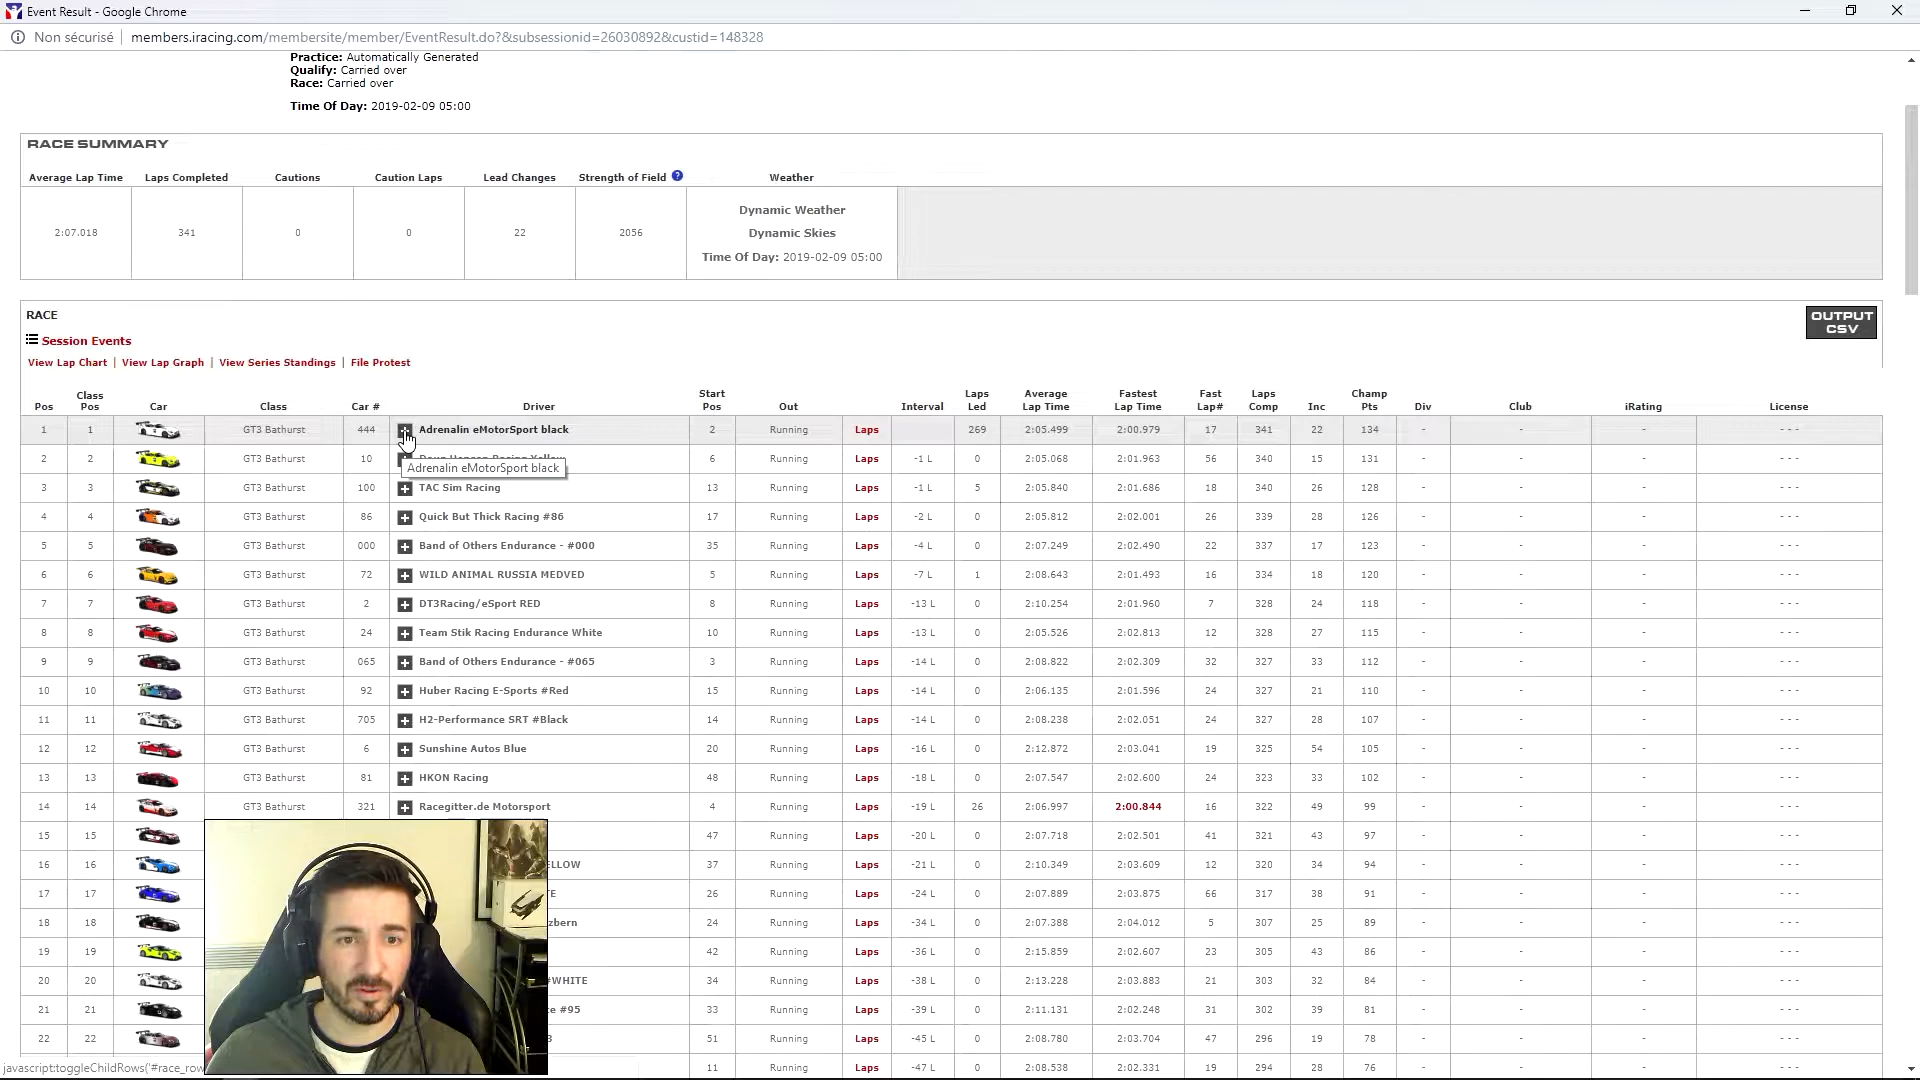 Event Result - Google Chrome
Non sécurisé | members.iracing.com/membersite/member/EventResult.do?&subsessionid=26030892&custid=148328
Practice: Automatically Generated
Qualify: Carried over
Race: Carried over
Time Of Day: 2019-02-09 05:00
RACE SUMMARY
Average Lap Time Laps Completed Cautions Caution Laps Lead Changes Strength of Field ? Weather
2:07.018 341 0 0 22 2056 Dynamic Weather
Dynamic Skies
Time Of Day: 2019-02-09 05:00
RACE
OUTPUT CSV
Session Events
View Lap Chart | View Lap Graph | View Series Standings | File Protest
Pos Class Pos Car Class Car # Driver Start Pos Out Interval Laps Led Average Lap Time Fastest Lap Time Fast Lap# Laps Comp Inc Champ Pts Div Club iRating License
1 1 GT3 Bathurst 444 Adrenalin eMotorSport black 2 Running Laps 269 2:05.499 2:00.979 17 341 22 134 - - - ---
2 2 GT3 Bathurst 10 6 Running Laps -1 L 0 2:05.068 2:01.963 56 340 15 131 - - - ---
Adrenalin eMotorSport black
3 3 GT3 Bathurst 100 TAC Sim Racing 13 Running Laps -1 L 5 2:05.840 2:01.686 18 340 26 128 - - - ---
4 4 GT3 Bathurst 86 Quick But Thick Racing #86 17 Running Laps -2 L 0 2:05.812 2:02.001 26 339 28 126 - - - ---
5 5 GT3 Bathurst 000 Band of Others Endurance - #000 35 Running Laps -4 L 0 2:07.249 2:02.490 22 337 17 123 - - - ---
6 6 GT3 Bathurst 72 WILD ANIMAL RUSSIA MEDVED 5 Running Laps -7 L 1 2:08.643 2:01.493 16 334 18 120 - - - ---
7 7 GT3 Bathurst 2 DT3Racing/eSport RED 8 Running Laps -13 L 0 2:10.254 2:01.960 7 328 24 118 - - - ---
8 8 GT3 Bathurst 24 Team Stik Racing Endurance White 10 Running Laps -13 L 0 2:05.526 2:02.813 12 328 27 115 - - - ---
9 9 GT3 Bathurst 065 Band of Others Endurance - #065 3 Running Laps -14 L 0 2:08.822 2:02.309 32 327 33 112 - - - ---
10 10 GT3 Bathurst 92 Huber Racing E-Sports #Red 15 Running Laps -14 L 0 2:06.135 2:01.596 24 327 21 110 - - - ---
11 11 GT3 Bathurst 705 H2-Performance SRT #Black 14 Running Laps -14 L 0 2:08.238 2:02.051 24 327 28 107 - - - ---
12 12 GT3 Bathurst 6 Sunshine Autos Blue 20 Running Laps -16 L 0 2:12.872 2:03.041 19 325 54 105 - - - ---
13 13 GT3 Bathurst 81 HKON Racing 48 Running Laps -18 L 0 2:07.547 2:02.600 24 323 33 102 - - - ---
14 14 GT3 Bathurst 321 Racegitter.de Motorsport 4 Running Laps -19 L 26 2:06.997 2:00.844 16 322 49 99 - - - ---
15 15 47 Running Laps -20 L 0 2:07.718 2:02.501 41 321 43 97 - - - ---
16 16 ELLOW 37 Running Laps -21 L 0 2:10.349 2:03.609 12 320 34 94 - - - ---
17 17 TE 26 Running Laps -24 L 0 2:07.889 2:03.875 66 317 38 91 - - - ---
18 18 zbern 24 Running Laps -34 L 0 2:07.388 2:04.012 5 307 25 89 - - - ---
19 19 42 Running Laps -36 L 0 2:15.859 2:02.607 23 305 43 86 - - - ---
20 20 #WHITE 34 Running Laps -38 L 0 2:13.228 2:03.883 21 303 32 84 - - - ---
21 21 ce #95 33 Running Laps -39 L 0 2:11.131 2:02.248 31 302 39 81 - - - ---
22 22 3 51 Running Laps -45 L 0 2:08.780 2:03.704 47 296 19 78 - - - ---
11 Running Laps -47 L 0 2:08.538 2:02.331 19 294 28 76 - - - ---
javascript:toggleChildRows('#race_row